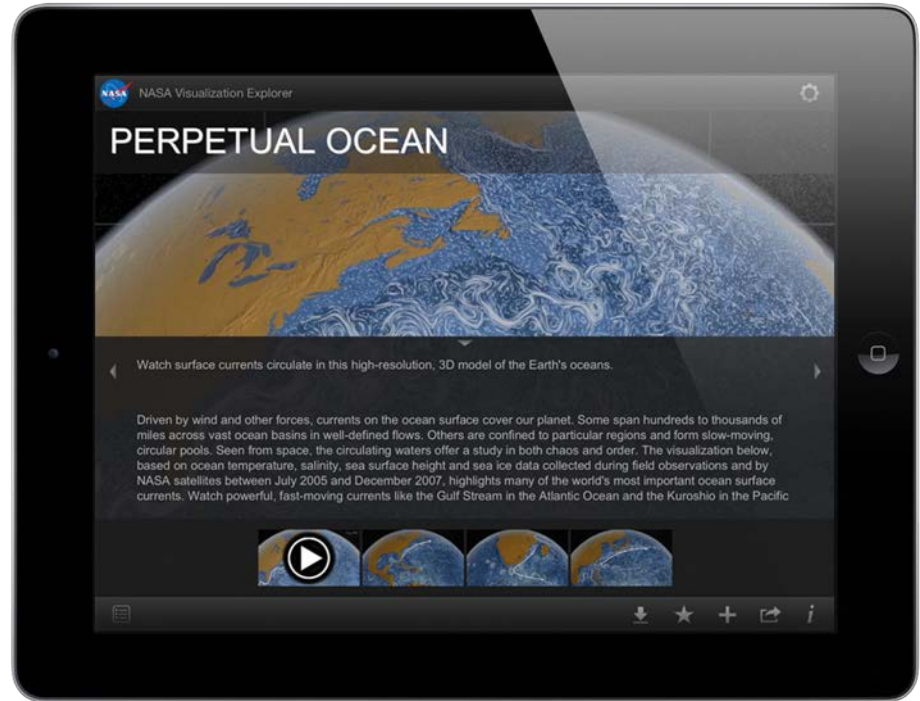 NASA
NASA Visualization Explorer
PERPETUAL OCEAN
Watch surface currents circulate in this high-resolution, 3D model of the Earth's oceans.
Driven by wind and other forces, currents on the ocean surface cover our planet. Some span hundreds to thousands of
miles across vast ocean basins in well-defined flows. Others are confined to particular regions and form slow-moving,
circular pools. Seen from space, the circulating waters offer a study in both chaos and order. The visualization below,
based on ocean temperature, salinity, sea surface height and sea ice data collected during field observations and by
NASA satellites between July 2005 and December 2007, highlights many of the world's most important ocean surface
currents. Watch powerful, fast-moving currents like the Gulf Stream in the Atlantic Ocean and the Kuroshio in the Pacific
i